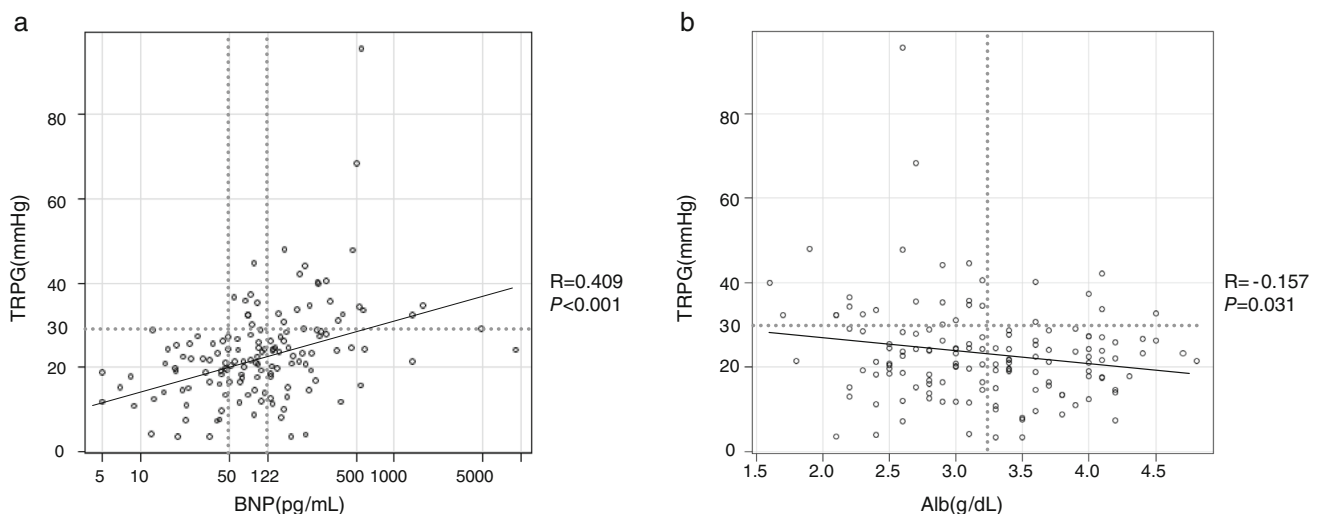 a
TRPG(mmHg)
80
60
40
30
20
0
5 10 50 122 500 1000 5000
BNP(pg/mL)
R=0.409
P<0.001
b
TRPG(mmHg)
80
60
40
30
20
0
1.5 2.0 2.5 3.0 3.5 4.0 4.5
Alb(g/dL)
R= -0.157
P=0.031